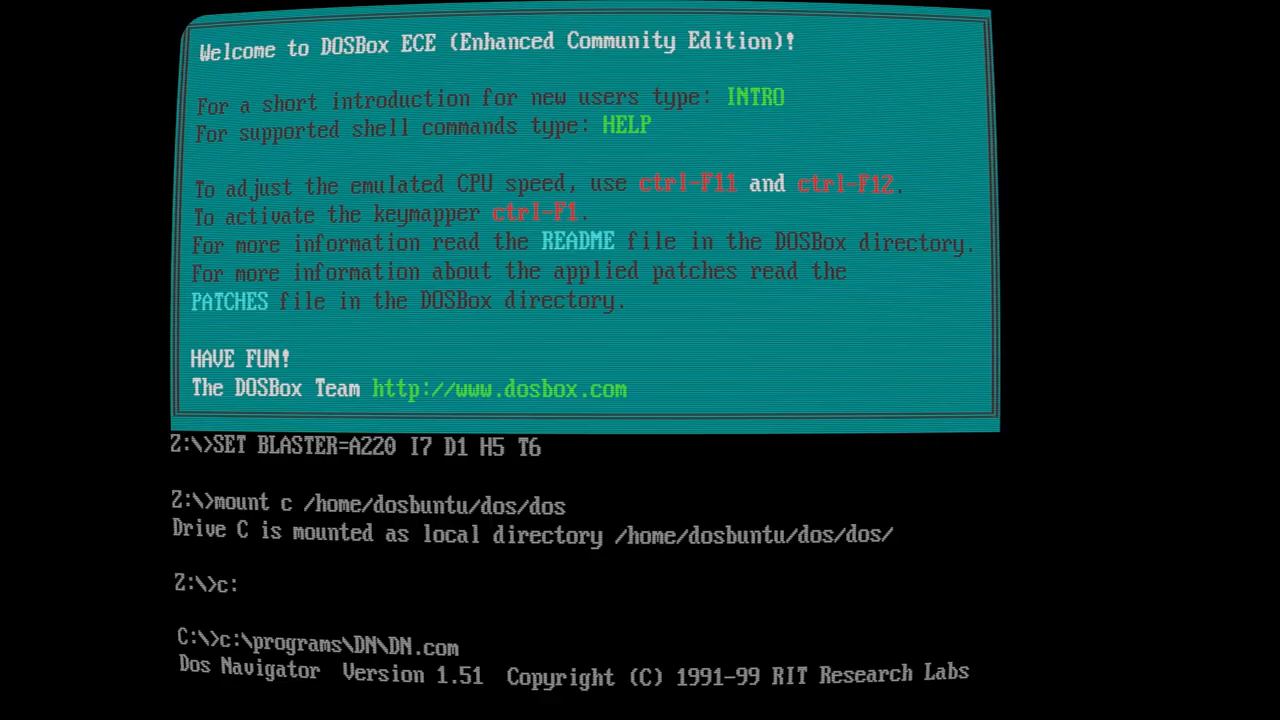 Welcome to DOSBox ECE (Enhanced Community Edition)!
For a short introduction for new users type: INTRO
For supported shell commands type: HELP
To adjust the emulated CPU speed, use ctrl-F11 and ctrl-F12.
To activate the keymapper ctrl-F1.
For more information read the README file in the DOSBox directory.
For more information about the applied patches read the
PATCHES file in the DOSBox directory.
HAVE FUN!
The DOSBox Team http://www.dosbox.com
Z:\>SET BLASTER=A220 I7 D1 H5 T6
Z:\>mount c /home/dosbuntu/dos/dos
Drive C is mounted as local directory /home/dosbuntu/dos/dos/
Z:\>c:
C:\>c:\programs\DN\DN.com
Dos Navigator  Version 1.51  Copyright (C) 1991-99 RIT Research Labs